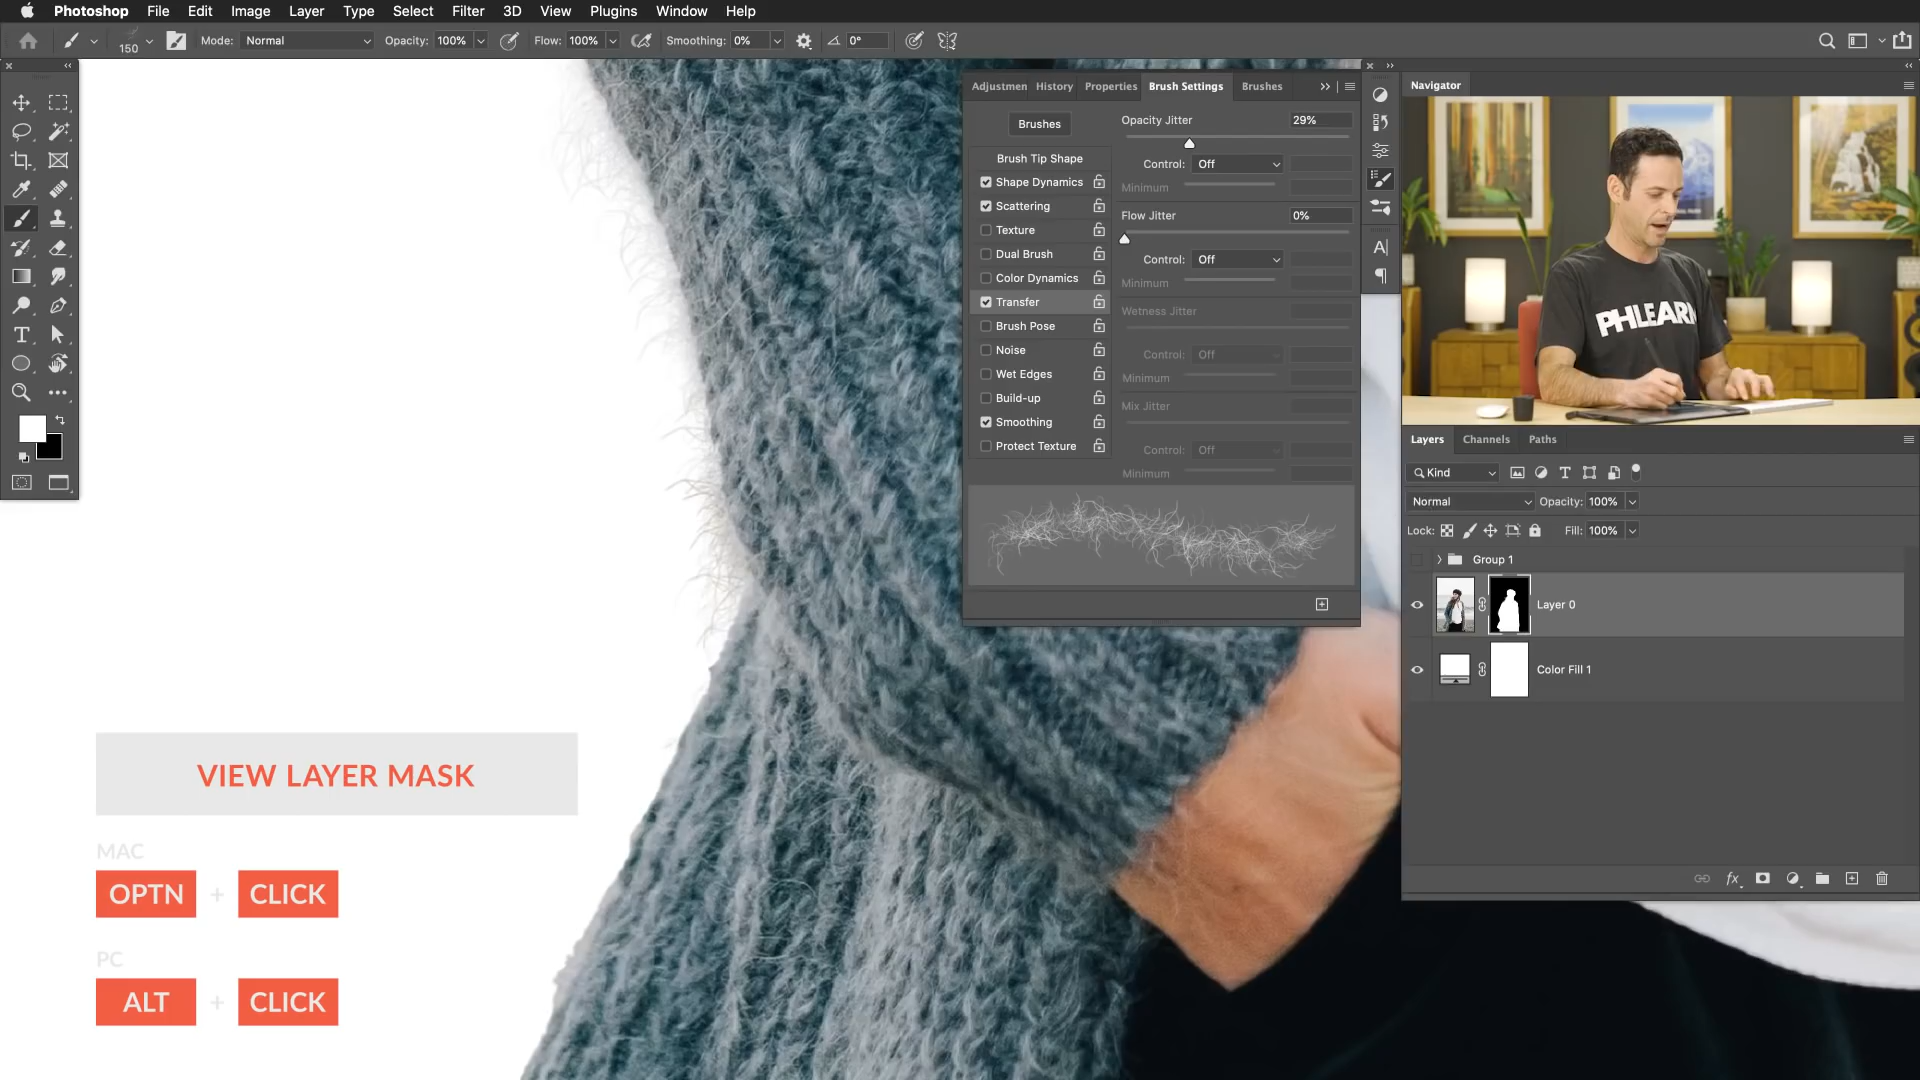 Photoshop File Edit Image Layer Type Select Filter 3D View Plugins Window Help
150 Mode: Normal Opacity: 100% Flow: 100% Smoothing: 0% 0°
Adjustmen History Properties Brush Settings Brushes
Brushes
Brush Tip Shape
Shape Dynamics
Scattering
Texture
Dual Brush
Color Dynamics
Transfer
Brush Pose
Noise
Wet Edges
Build-up
Smoothing
Protect Texture
Opacity Jitter 29%
Control: Off
Minimum
Flow Jitter 0%
Control: Off
Minimum
Wetness Jitter
Control: Off
Minimum
Mix Jitter
Control: Off
Minimum
Navigator
PHLEARN
Layers Channels Paths
Kind
Normal Opacity: 100%
Lock: Fill: 100%
Group 1
Layer 0
Color Fill 1
fx
VIEW LAYER MASK
MAC
OPTN + CLICK
PC
ALT + CLICK